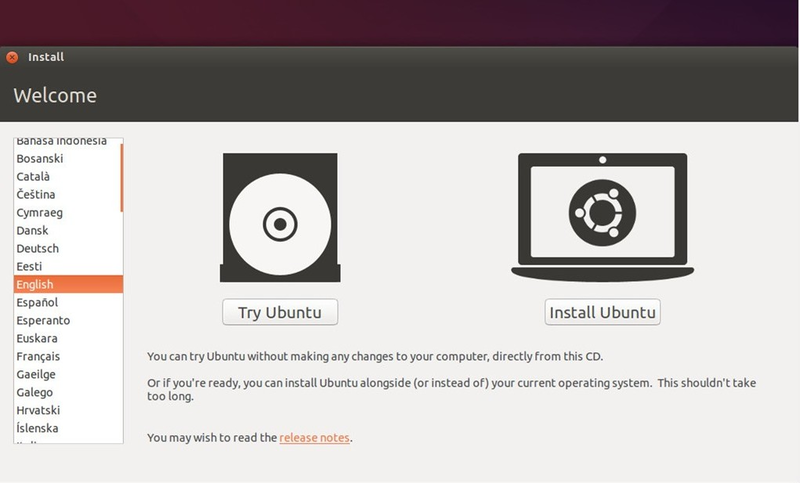 Install
Welcome
Bahasa Indonesia
Bosanski
Català
Čeština
Cymraeg
Dansk
Deutsch
Eesti
English
Español
Esperanto
Euskara
Français
Gaeilge
Galego
Hrvatski
Íslenska
Try Ubuntu
Install Ubuntu
You can try Ubuntu without making any changes to your computer, directly from this CD.
Or if you're ready, you can install Ubuntu alongside (or instead of) your current operating system. This shouldn't take
too long.
You may wish to read the release notes.